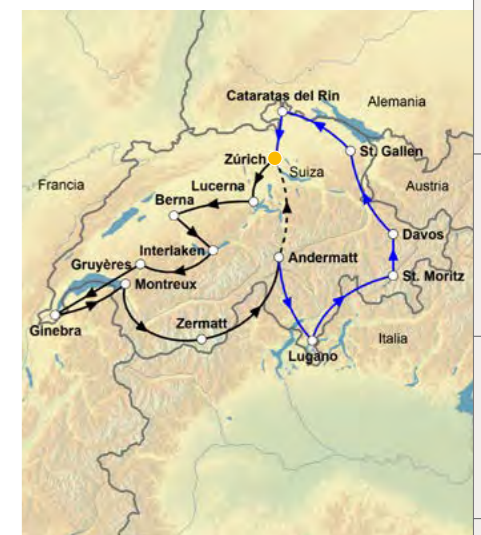 Cataratas del Rin
Alemania
Zúrich
St. Gallen
Suiza
Francia
Lucerna
Austria
Berna
Davos
Interlaken
Andermatt
Gruyères
St. Moritz
Montreux
Ginebra
Zermatt
Italia
Lugano